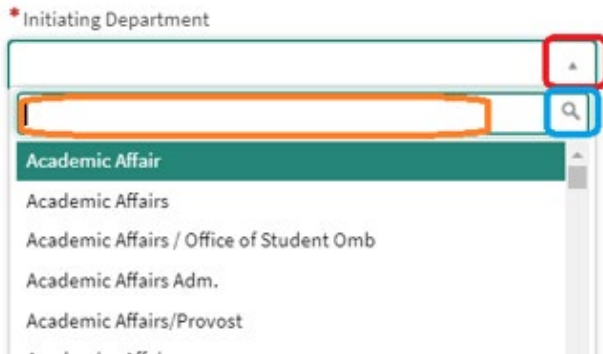 * Initiating Department
Academic Affair
Academic Affairs
Academic Affairs / Office of Student Omb
Academic Affairs Adm.
Academic Affairs/Provost